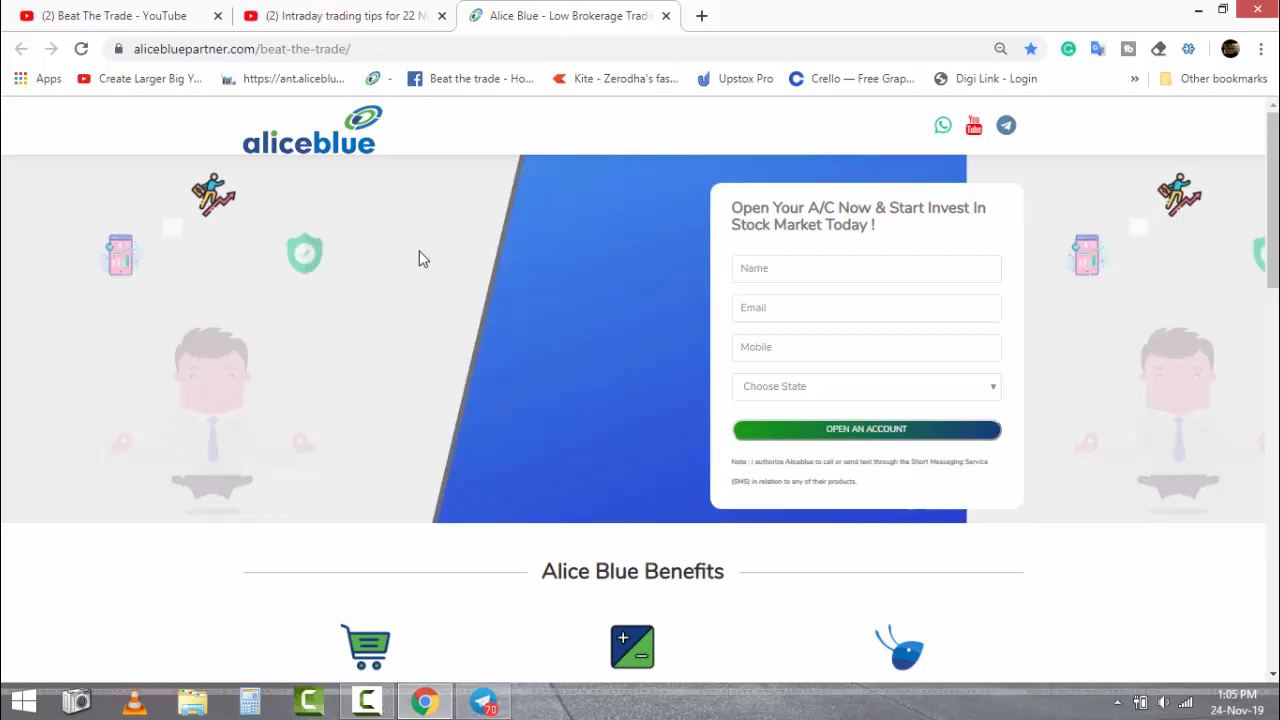 (2) Beat The Trade - YouTube
(2) Intraday trading tips for 22 N
Alice Blue - Low Brokerage Tradi
alicebluepartner.com/beat-the-trade/
Apps
Create Larger Big Y...
https://ant.aliceblu...
-
Beat the trade - Ho...
Kite - Zerodha's fas...
Upstox Pro
Crello — Free Grap...
Digi Link - Login
»
Other bookmarks
aliceblue
You
Tube
Open Your A/C Now & Start Invest In
Stock Market Today !
Name
Email
Mobile
Choose State
OPEN AN ACCOUNT
Note : I authorize Aliceblue to call or send text through the Short Messaging Service
(SMS) in relation to any of their products.
Alice Blue Benefits
70
1:05 PM
24-Nov-19